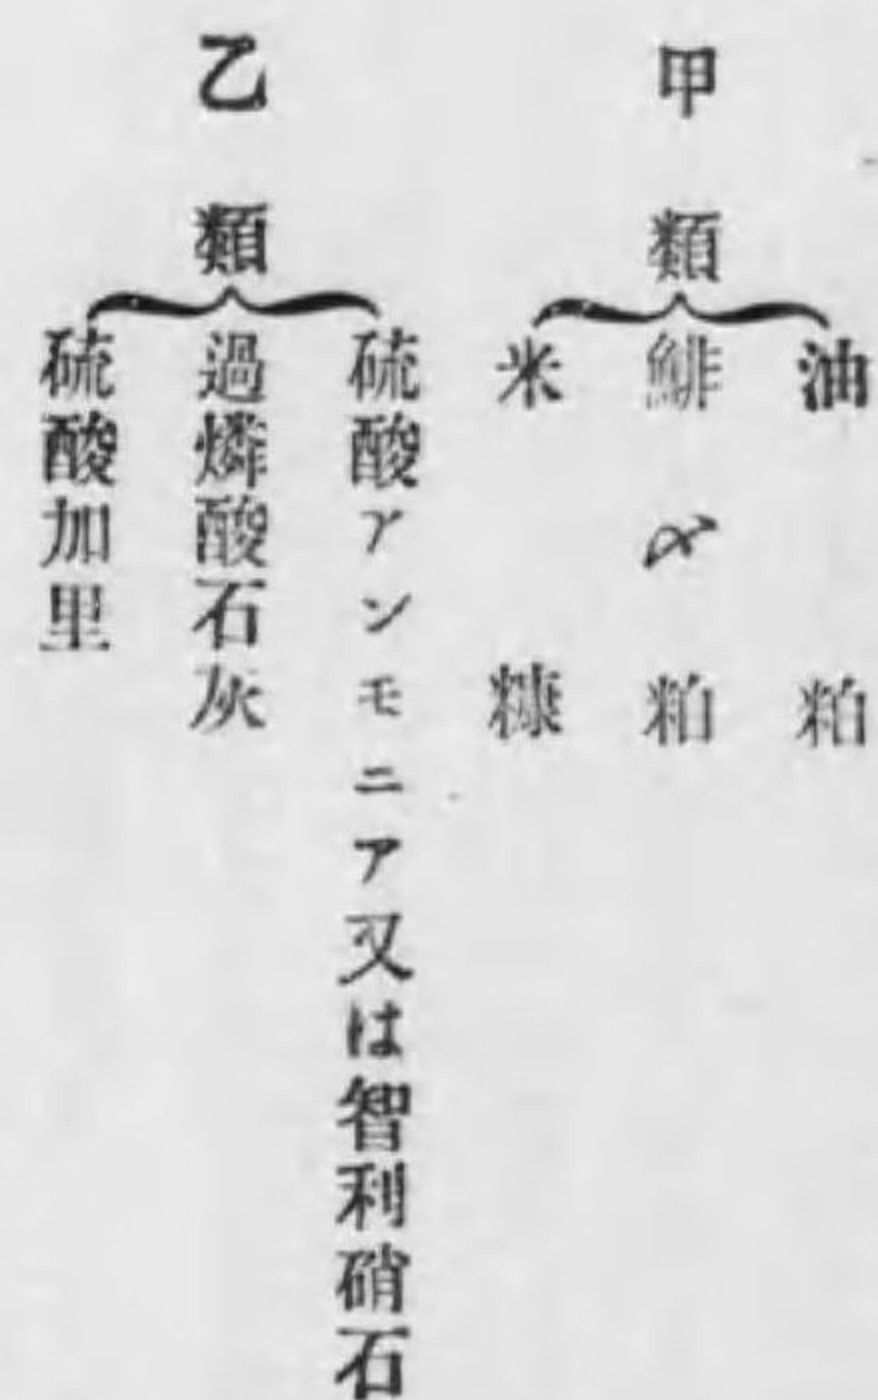 甲類
油粕
鯡〆粕
米糠
乙類
硫酸アンモニア又は智利硝石
過燐酸石灰
硫酸加里